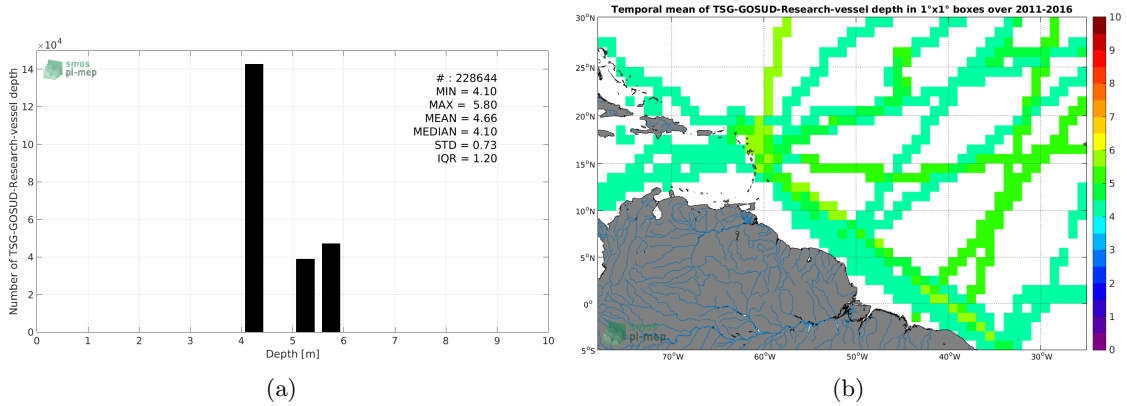 ×10⁴
smos
pi-mep
# : 228644
MIN = 4.10
MAX = 5.80
MEAN = 4.66
MEDIAN = 4.10
STD = 0.73
IQR = 1.20
Number of TSG-GOSUD-Research-vessel depth
14
12
10
8
6
4
2
0
0 1 2 3 4 5 6 7 8 9 10
Depth [m]
(a)
Temporal mean of TSG-GOSUD-Research-vessel depth in 1°x1° boxes over 2011-2016
30°N
25°N
20°N
15°N
10°N
5°N
0°
5°S
70°W 60°W 50°W 40°W 30°W
smos
pi-mep
10
9
8
7
6
5
4
3
2
1
0
(b)